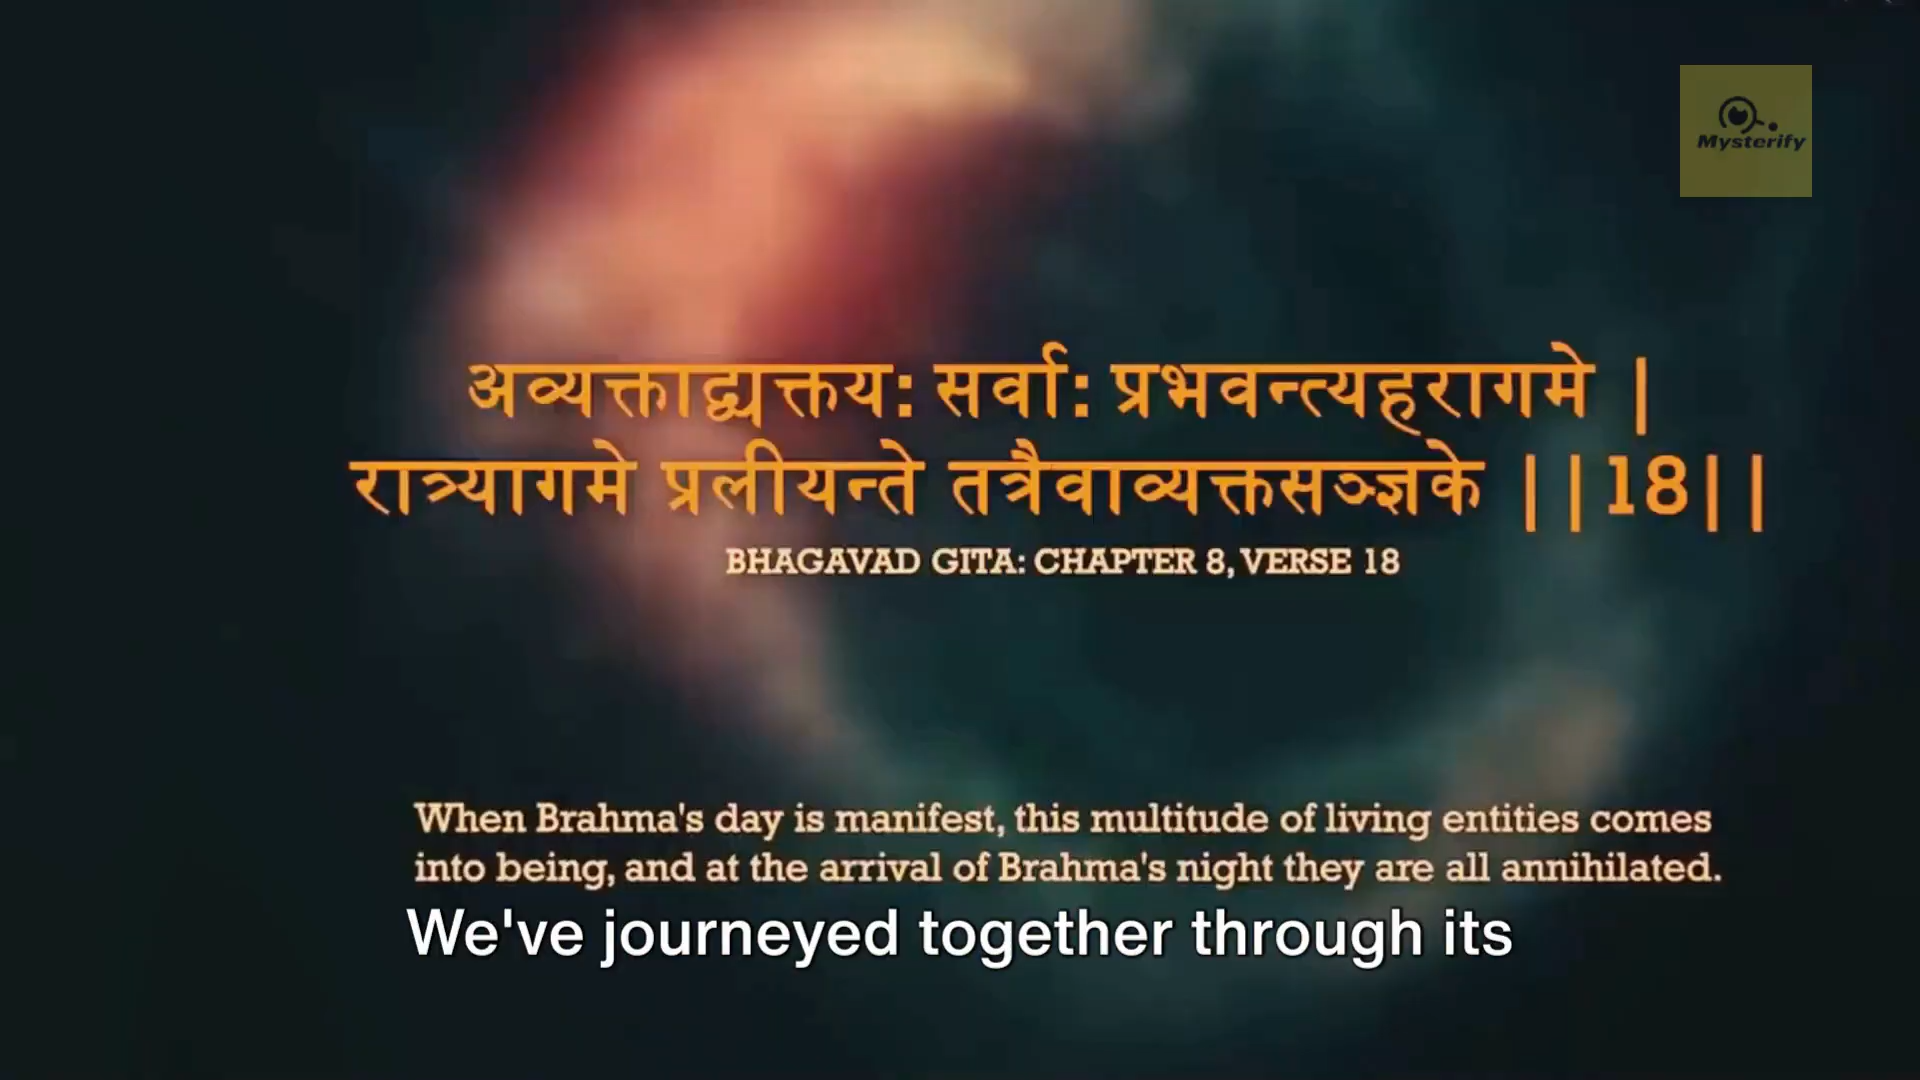 Mysterify
अव्यक्ताद्व्यक्तय: सर्वा: प्रभवन्त्यहरागमे |
रात्र्यागमे प्रलीयन्ते तत्रैवाव्यक्तसञ्ज्ञके ||18||
BHAGAVAD GITA: CHAPTER 8, VERSE 18
When Brahma's day is manifest, this multitude of living entities comes
into being, and at the arrival of Brahma's night they are all annihilated.
We've journeyed together through its